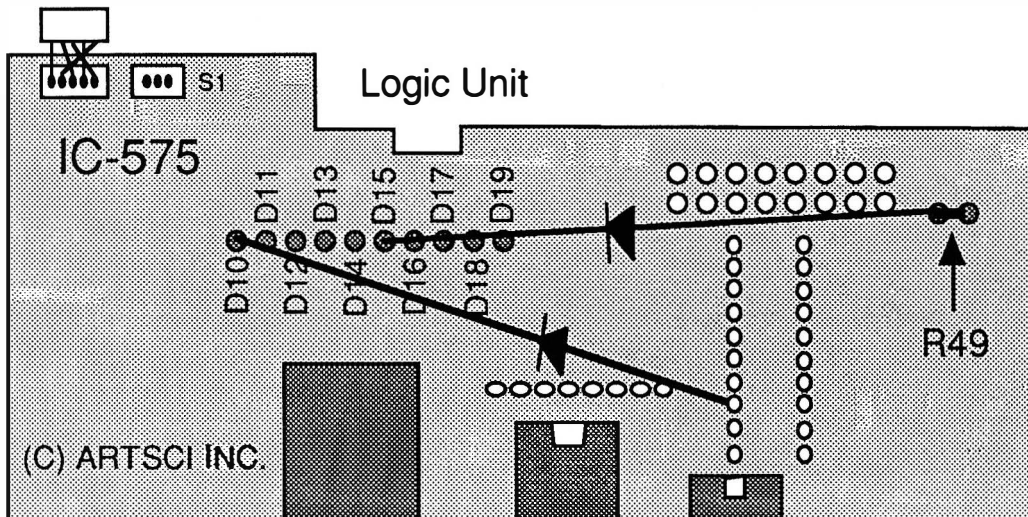 S1
Logic Unit
IC-575
D11 D13 D15 D17 D19
D10 D12 D14 D16 D18
R49
(C) ARTSCI INC.